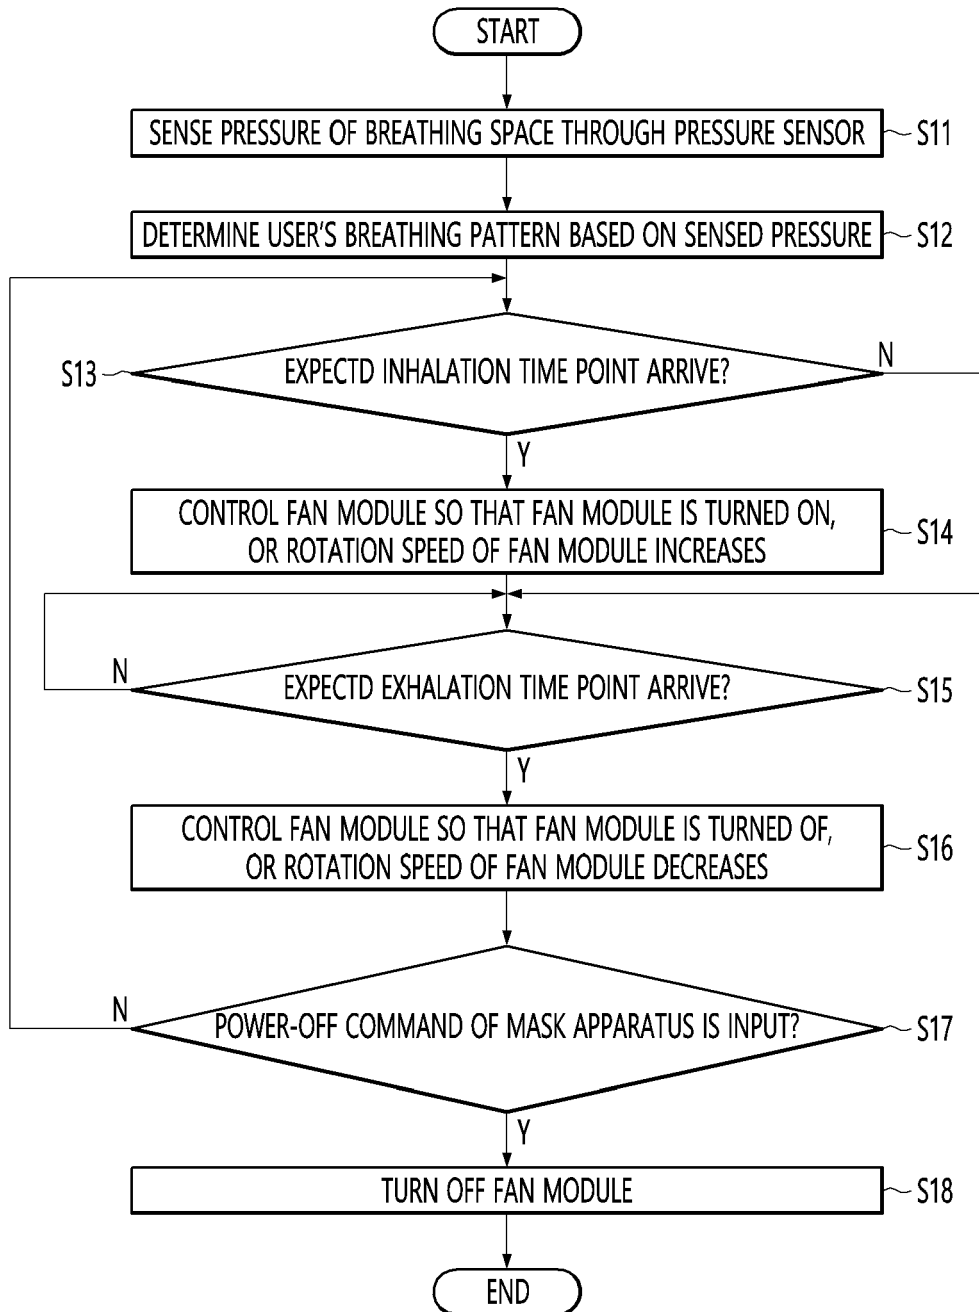 START
SENSE PRESSURE OF BREATHING SPACE THROUGH PRESSURE SENSOR
S11
DETERMINE USER'S BREATHING PATTERN BASED ON SENSED PRESSURE
S12
S13
EXPECTD INHALATION TIME POINT ARRIVE?
N
Y
CONTROL FAN MODULE SO THAT FAN MODULE IS TURNED ON,
OR ROTATION SPEED OF FAN MODULE INCREASES
S14
N
EXPECTD EXHALATION TIME POINT ARRIVE?
S15
Y
CONTROL FAN MODULE SO THAT FAN MODULE IS TURNED OF,
OR ROTATION SPEED OF FAN MODULE DECREASES
S16
N
POWER-OFF COMMAND OF MASK APPARATUS IS INPUT?
S17
Y
TURN OFF FAN MODULE
S18
END